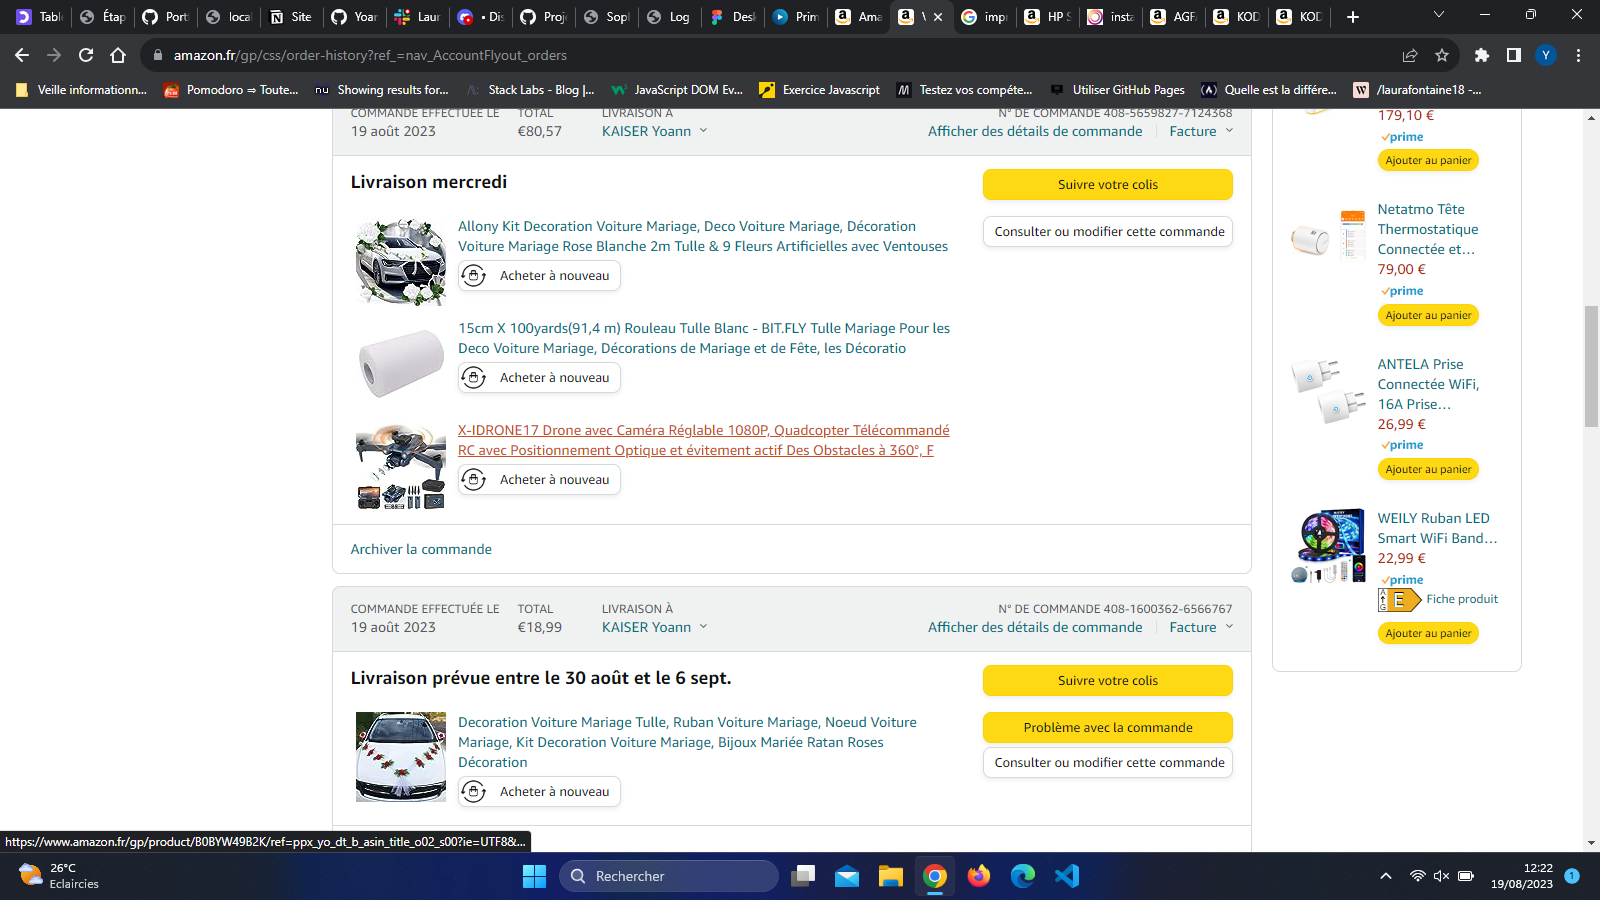 Table
Étap
Port
local
Site
Yoan
Laur
• Dis
Proje
Soph
Log
Desk
Prim
Ama
V
impr
HP S
insta
AGFA
KOD
KOD
amazon.fr/gp/css/order-history?ref_=nav_AccountFlyout_orders
Y
Veille informationn...
Pomodoro ⇒ Toute...
nu Showing results for...
Stack Labs - Blog |...
JavaScript DOM Ev...
Exercice Javascript
M Testez vos compéte...
Utiliser GitHub Pages
Quelle est la différe...
W /laurafontaine18 -...
COMMANDE EFFECTUÉE LE
TOTAL
LIVRAISON À
N° DE COMMANDE 408-5659827-7124368
19 août 2023
€80,57
KAISER Yoann
Afficher des détails de commande
Facture
Livraison mercredi
Suivre votre colis
Consulter ou modifier cette commande
Allony Kit Decoration Voiture Mariage, Deco Voiture Mariage, Décoration
Voiture Mariage Rose Blanche 2m Tulle & 9 Fleurs Artificielles avec Ventouses
Acheter à nouveau
15cm X 100yards(91,4 m) Rouleau Tulle Blanc - BIT.FLY Tulle Mariage Pour les
Deco Voiture Mariage, Décorations de Mariage et de Fête, les Décoratio
Acheter à nouveau
X-IDRONE17 Drone avec Caméra Réglable 1080P, Quadcopter Télécommandé
RC avec Positionnement Optique et évitement actif Des Obstacles à 360°, F
Acheter à nouveau
Archiver la commande
COMMANDE EFFECTUÉE LE
TOTAL
LIVRAISON À
N° DE COMMANDE 408-1600362-6566767
19 août 2023
€18,99
KAISER Yoann
Afficher des détails de commande
Facture
Livraison prévue entre le 30 août et le 6 sept.
Suivre votre colis
Problème avec la commande
Consulter ou modifier cette commande
Decoration Voiture Mariage Tulle, Ruban Voiture Mariage, Noeud Voiture
Mariage, Kit Decoration Voiture Mariage, Bijoux Mariée Ratan Roses
Décoration
Acheter à nouveau
179,10 €
prime
Ajouter au panier
Netatmo Tête
Thermostatique
Connectée et...
79,00 €
prime
Ajouter au panier
ANTELA Prise
Connectée WiFi,
16A Prise...
26,99 €
prime
Ajouter au panier
WEILY Ruban LED
Smart WiFi Band...
22,99 €
prime
A
G
E
Fiche produit
Ajouter au panier
https://www.amazon.fr/gp/product/B0BYW49B2K/ref=ppx_yo_dt_b_asin_title_o02_s00?ie=UTF8&...
26°C
Eclaircies
Rechercher
12:22
19/08/2023
1